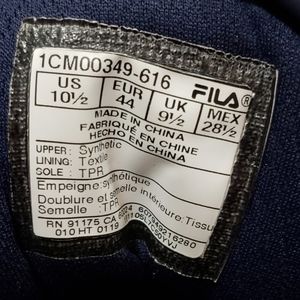 1CM00349-616 FILA®
US EUR UK MEX
10½ 44 9½ 28½
MADE IN CHINA
FABRIQUÉ EN CHINE
HECHO EN CHINA
UPPER: Synthetic
LINING: Textile
SOLE : TPR
Empeigne:synthétique
Doublure et semelle intérieure:Tissu
Semelle :TPR
RN 91175 CA
010 HT 0119